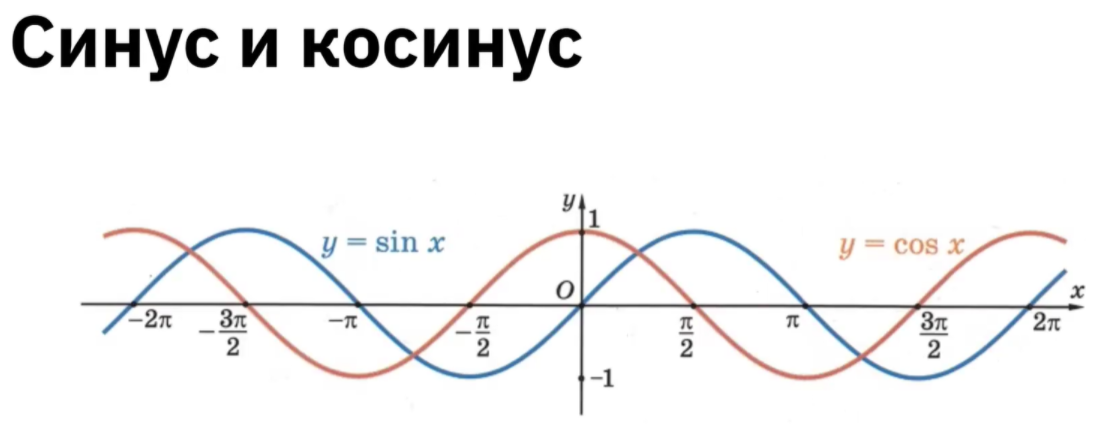 Синус и косинус
y
1
y = sin x
y = cos x
O
x
−2π
−3π/2
−π
−π/2
π/2
π
3π/2
2π
−1